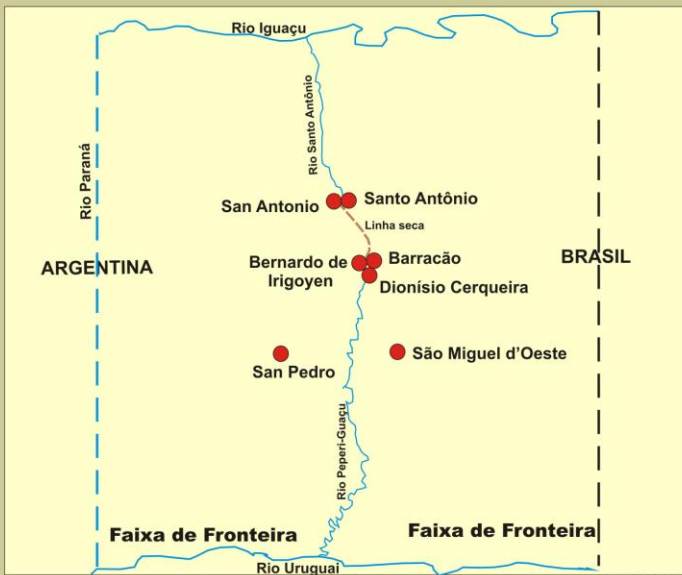 Rio Iguaçu
Rio Santo Antônio
Rio Paraná
San Antonio
Santo Antônio
Linha seca
ARGENTINA
Bernardo de
Irigoyen
Barracão
BRASIL
Dionísio Cerqueira
San Pedro
São Miguel d'Oeste
Rio Peperi-Guaçu
Faixa de Fronteira
Faixa de Fronteira
Rio Uruguai